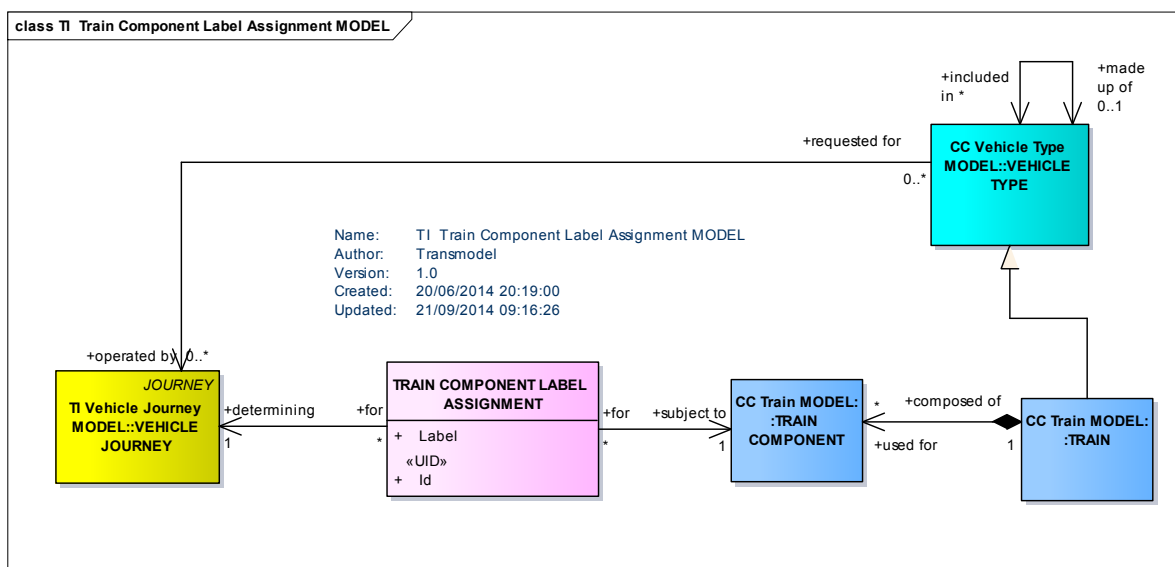 class TI  Train Component Label Assignment MODEL
+included
in *
+made
up of
0..1
CC Vehicle Type
MODEL::VEHICLE
TYPE
+requested for
0..*
Name: TI  Train Component Label Assignment MODEL
Author: Transmodel
Version: 1.0
Created: 20/06/2014 20:19:00
Updated: 21/09/2014 09:16:26
+operated by 0..*
JOURNEY
TI Vehicle Journey
MODEL::VEHICLE
JOURNEY
+determining
1
+for
*
TRAIN COMPONENT LABEL
ASSIGNMENT
+ Label
«UID»
+ Id
+for
*
+subject to
1
CC Train MODEL:
:TRAIN
COMPONENT
*
+composed of
+used for
1
CC Train MODEL:
:TRAIN